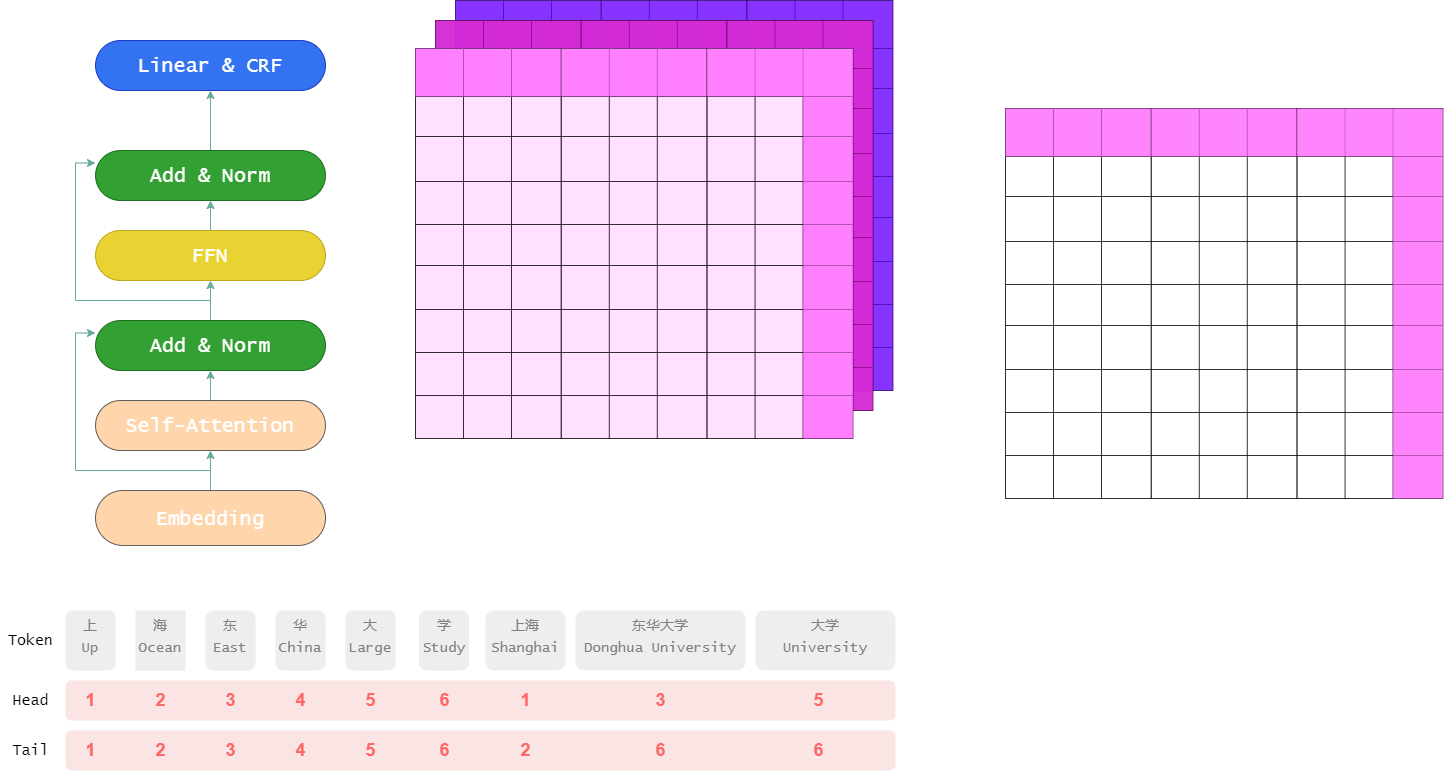 Linear & CRF
Add & Norm
FFN
Add & Norm
Self-Attention
Embedding
Token
上 海 东 华 大 学 上海 东华大学 大学
Up Ocean East China Large Study Shanghai Donghua University University
Head 1 2 3 4 5 6 1 3 5
Tail 1 2 3 4 5 6 2 6 6